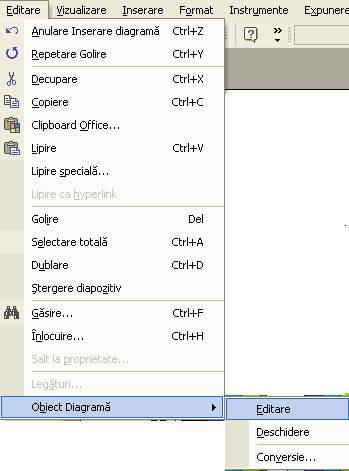 Editare Vizualizare Inserare Format Instrumente Expunere
Anulare Inserare diagramă Ctrl+Z
Repetare Golire Ctrl+Y
Decupare Ctrl+X
Copiere Ctrl+C
Clipboard Office...
Lipire Ctrl+V
Lipire specială...
Lipire ca hyperlink
Golire Del
Selectare totală Ctrl+A
Dublare Ctrl+D
Ștergere diapozitiv
Găsire... Ctrl+F
Înlocuire... Ctrl+H
Salt la proprietate...
Legături...
Obiect Diagramă
Editare
Deschidere
Conversie...